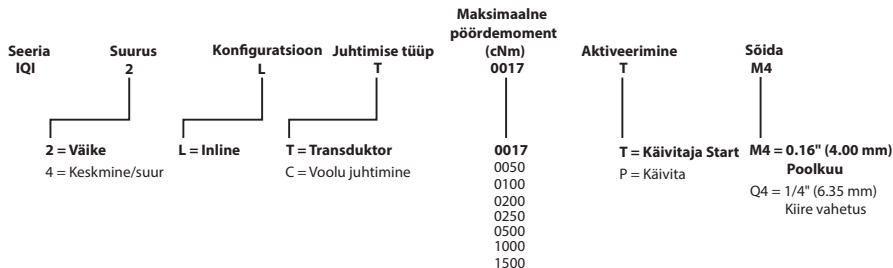 Maksimaalne
pöördemoment
Seeria Suurus Konfiguratsioon Juhtimise tüüp (cNm) Aktiveerimine Sõida
IQI 2 L T 0017 T M4
2 = Väike L = Inline T = Transduktor 0017 T = Käivitaja Start M4 = 0.16" (4.00 mm)
4 = Keskmine/suur C = Voolu juhtimine 0050 P = Käivita Poolkuu
0100 Q4 = 1/4" (6.35 mm)
0200 Kiire vahetus
0250
0500
1000
1500